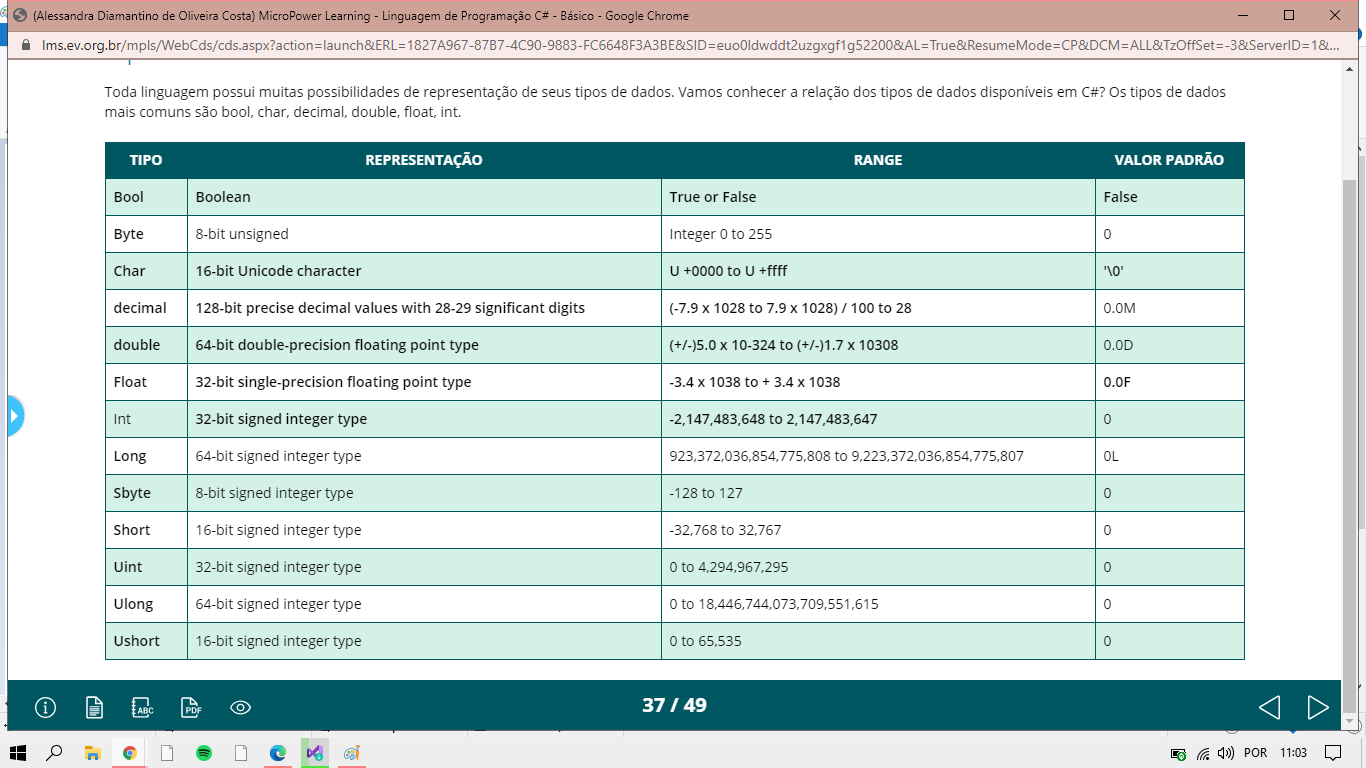 (Alessandra Diamantino de Oliveira Costa) MicroPower Learning - Linguagem de Programação C# - Básico - Google Chrome
lms.ev.org.br/mpls/WebCds/cds.aspx?action=launch&ERL=1827A967-87B7-4C90-9883-FC6648F3A3BE&SID=euo0ldwddt2uzgxgf1g52200&AL=True&ResumeMode=CP&DCM=ALL&TzOffSet=-3&ServerID=1&...
Toda linguagem possui muitas possibilidades de representação de seus tipos de dados. Vamos conhecer a relação dos tipos de dados disponíveis em C#? Os tipos de dados
mais comuns são bool, char, decimal, double, float, int.
TIPO REPRESENTAÇÃO RANGE VALOR PADRÃO
Bool Boolean True or False False
Byte 8-bit unsigned Integer 0 to 255 0
Char 16-bit Unicode character U +0000 to U +ffff '\0'
decimal 128-bit precise decimal values with 28-29 significant digits (-7.9 x 1028 to 7.9 x 1028) / 100 to 28 0.0M
double 64-bit double-precision floating point type (+/-)5.0 x 10-324 to (+/-)1.7 x 10308 0.0D
Float 32-bit single-precision floating point type -3.4 x 1038 to + 3.4 x 1038 0.0F
Int 32-bit signed integer type -2,147,483,648 to 2,147,483,647 0
Long 64-bit signed integer type 923,372,036,854,775,808 to 9,223,372,036,854,775,807 0L
Sbyte 8-bit signed integer type -128 to 127 0
Short 16-bit signed integer type -32,768 to 32,767 0
Uint 32-bit signed integer type 0 to 4,294,967,295 0
Ulong 64-bit signed integer type 0 to 18,446,744,073,709,551,615 0
Ushort 16-bit signed integer type 0 to 65,535 0
ABC PDF 37 / 49
POR 11:03